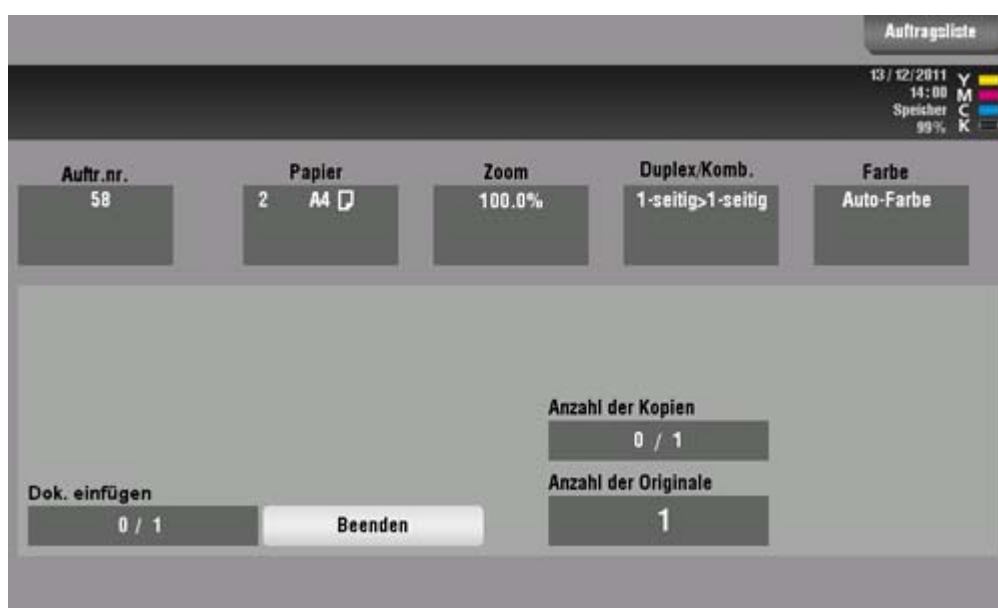 Auftragsliste
13/12/2011
14:00
Speicher
99%
Y
M
C
K
Auftr.nr.
58
Papier
2 A4
Zoom
100.0%
Duplex/Komb.
1-seitig>1-seitig
Farbe
Auto-Farbe
Anzahl der Kopien
0 / 1
Anzahl der Originale
1
Dok. einfügen
0 / 1
Beenden